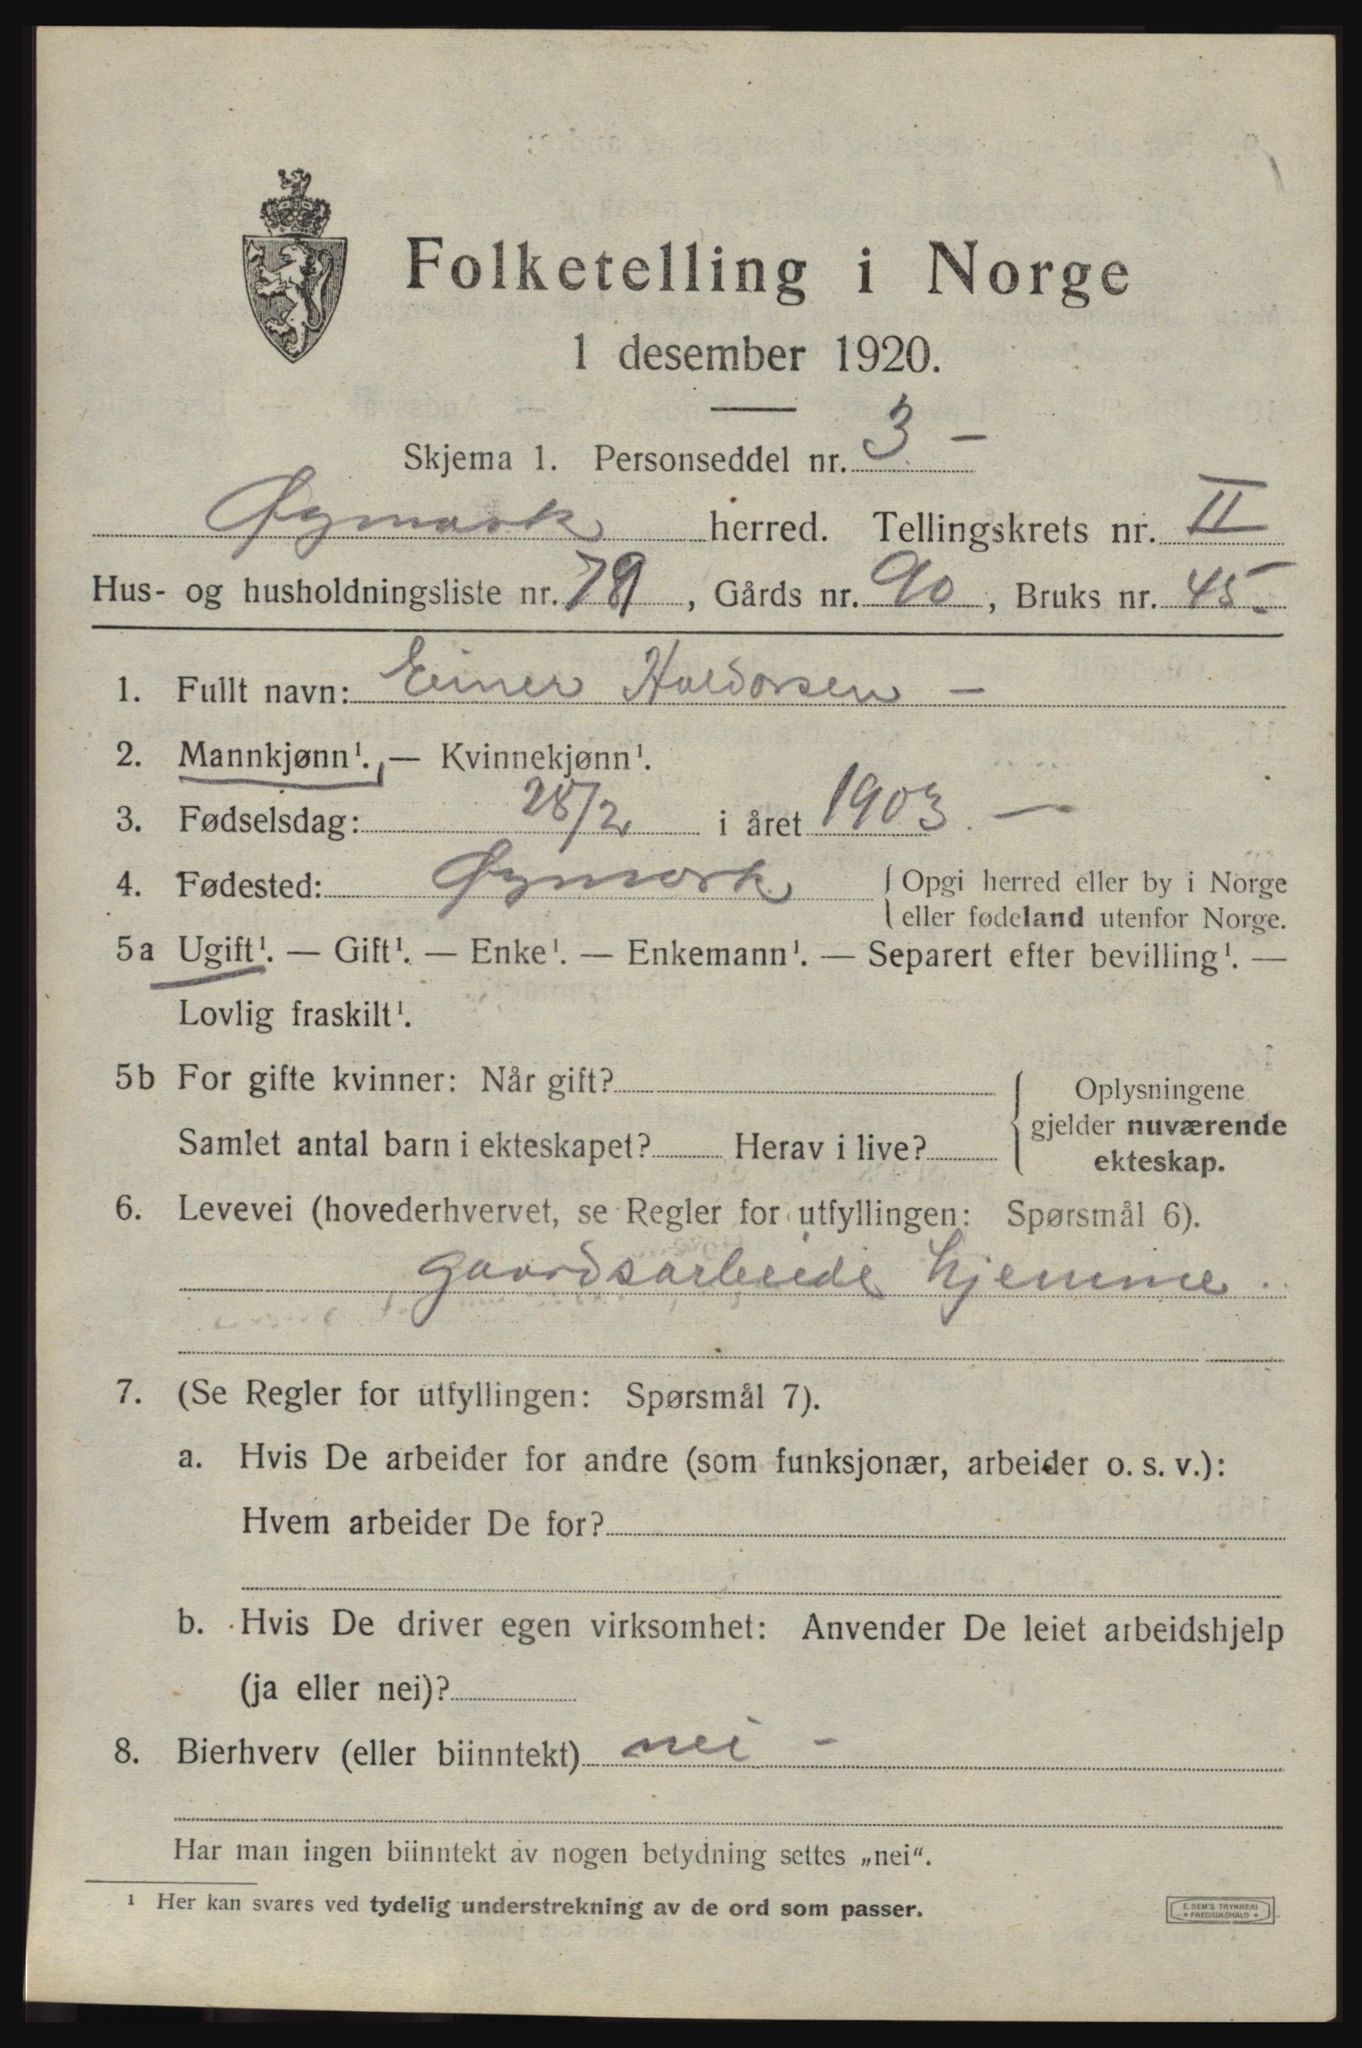 Folketelling i Norge
1 desember 1920.
Skjema 1. Personseddel nr. 3 –
Øymark herred. Tellingskrets nr. II
Hus- og husholdningsliste nr. 79, Gårds nr. 90, Bruks nr. 45.
1. Fullt navn: Einer Haldorsen –
2. Mannkjønn¹. — Kvinnekjønn¹.
3. Fødselsdag: 28/2 i året 1903. –
4. Fødested: Øymark { Opgi herred eller by i Norge
eller fødeland utenfor Norge.
5a Ugift¹. — Gift¹. — Enke¹. — Enkemann¹. — Separert efter bevilling¹. —
Lovlig fraskilt¹.
5b For gifte kvinner: Når gift?
Samlet antal barn i ekteskapet? Herav i live?
{ Oplysningene
gjelder nuværende
ekteskap.
6. Levevei (hovederhvervet, se Regler for utfyllingen: Spørsmål 6).
gaardsarbeide hjemme
7. (Se Regler for utfyllingen: Spørsmål 7).
a. Hvis De arbeider for andre (som funksjonær, arbeider o. s. v.):
Hvem arbeider De for?
b. Hvis De driver egen virksomhet: Anvender De leiet arbeidshjelp
(ja eller nei)?
8. Bierhverv (eller biinntekt) nei –
Har man ingen biinntekt av nogen betydning settes „nei“.
¹ Her kan svares ved tydelig understrekning av de ord som passer.
E. SEM'S TRYKKERI
* FREDRIKSHALD *